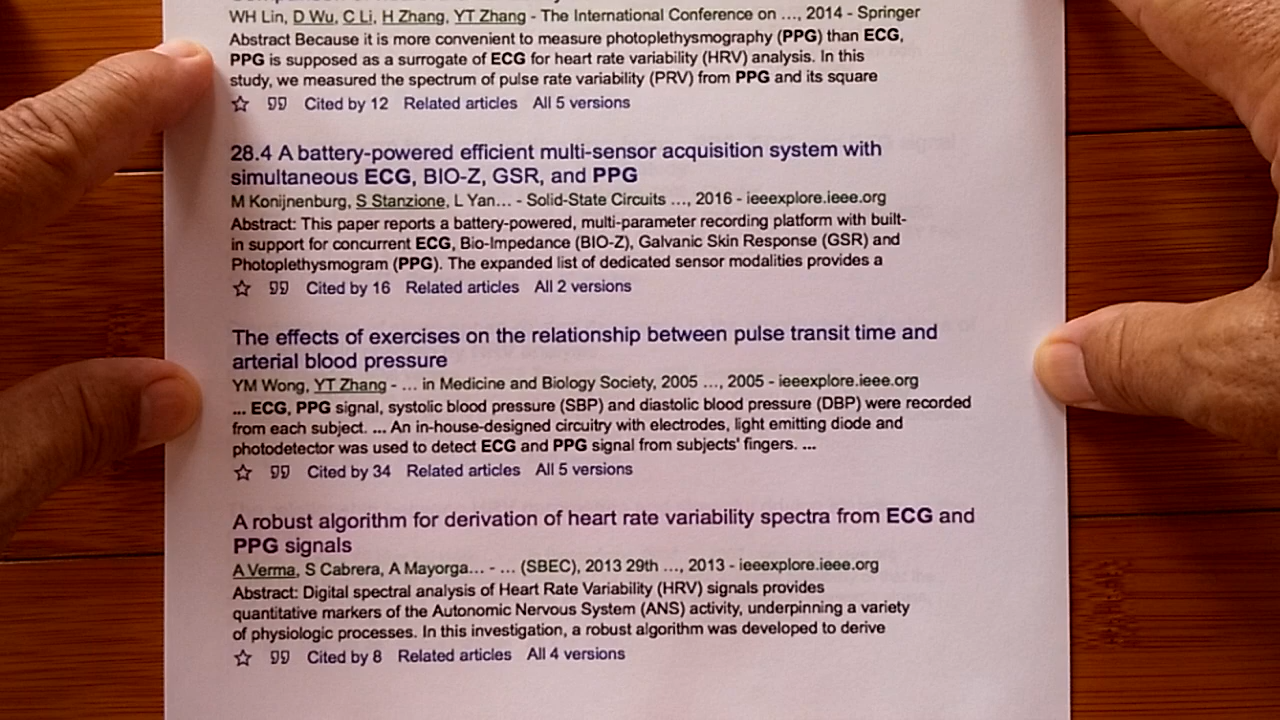 WH Lin, D Wu, C Li, H Zhang, YT Zhang - The International Conference on ..., 2014 - Springer
Abstract Because it is more convenient to measure photoplethysmography (PPG) than ECG,
PPG is supposed as a surrogate of ECG for heart rate variability (HRV) analysis. In this
study, we measured the spectrum of pulse rate variability (PRV) from PPG and its square
Cited by 12 Related articles All 5 versions
28.4 A battery-powered efficient multi-sensor acquisition system with
simultaneous ECG, BIO-Z, GSR, and PPG
M Konijnenburg, S Stanzione, L Yan... - Solid-State Circuits ..., 2016 - ieeexplore.ieee.org
Abstract: This paper reports a battery-powered, multi-parameter recording platform with built-
in support for concurrent ECG, Bio-Impedance (BIO-Z), Galvanic Skin Response (GSR) and
Photoplethysmogram (PPG). The expanded list of dedicated sensor modalities provides a
Cited by 16 Related articles All 2 versions
The effects of exercises on the relationship between pulse transit time and
arterial blood pressure
YM Wong, YT Zhang - ... in Medicine and Biology Society, 2005 ..., 2005 - ieeexplore.ieee.org
... ECG, PPG signal, systolic blood pressure (SBP) and diastolic blood pressure (DBP) were recorded
from each subject. ... An in-house-designed circuitry with electrodes, light emitting diode and
photodetector was used to detect ECG and PPG signal from subjects' fingers. ...
Cited by 34 Related articles All 5 versions
A robust algorithm for derivation of heart rate variability spectra from ECG and
PPG signals
A Verma, S Cabrera, A Mayorga... - ... (SBEC), 2013 29th ..., 2013 - ieeexplore.ieee.org
Abstract: Digital spectral analysis of Heart Rate Variability (HRV) signals provides
quantitative markers of the Autonomic Nervous System (ANS) activity, underpinning a variety
of physiologic processes. In this investigation, a robust algorithm was developed to derive
Cited by 8 Related articles All 4 versions